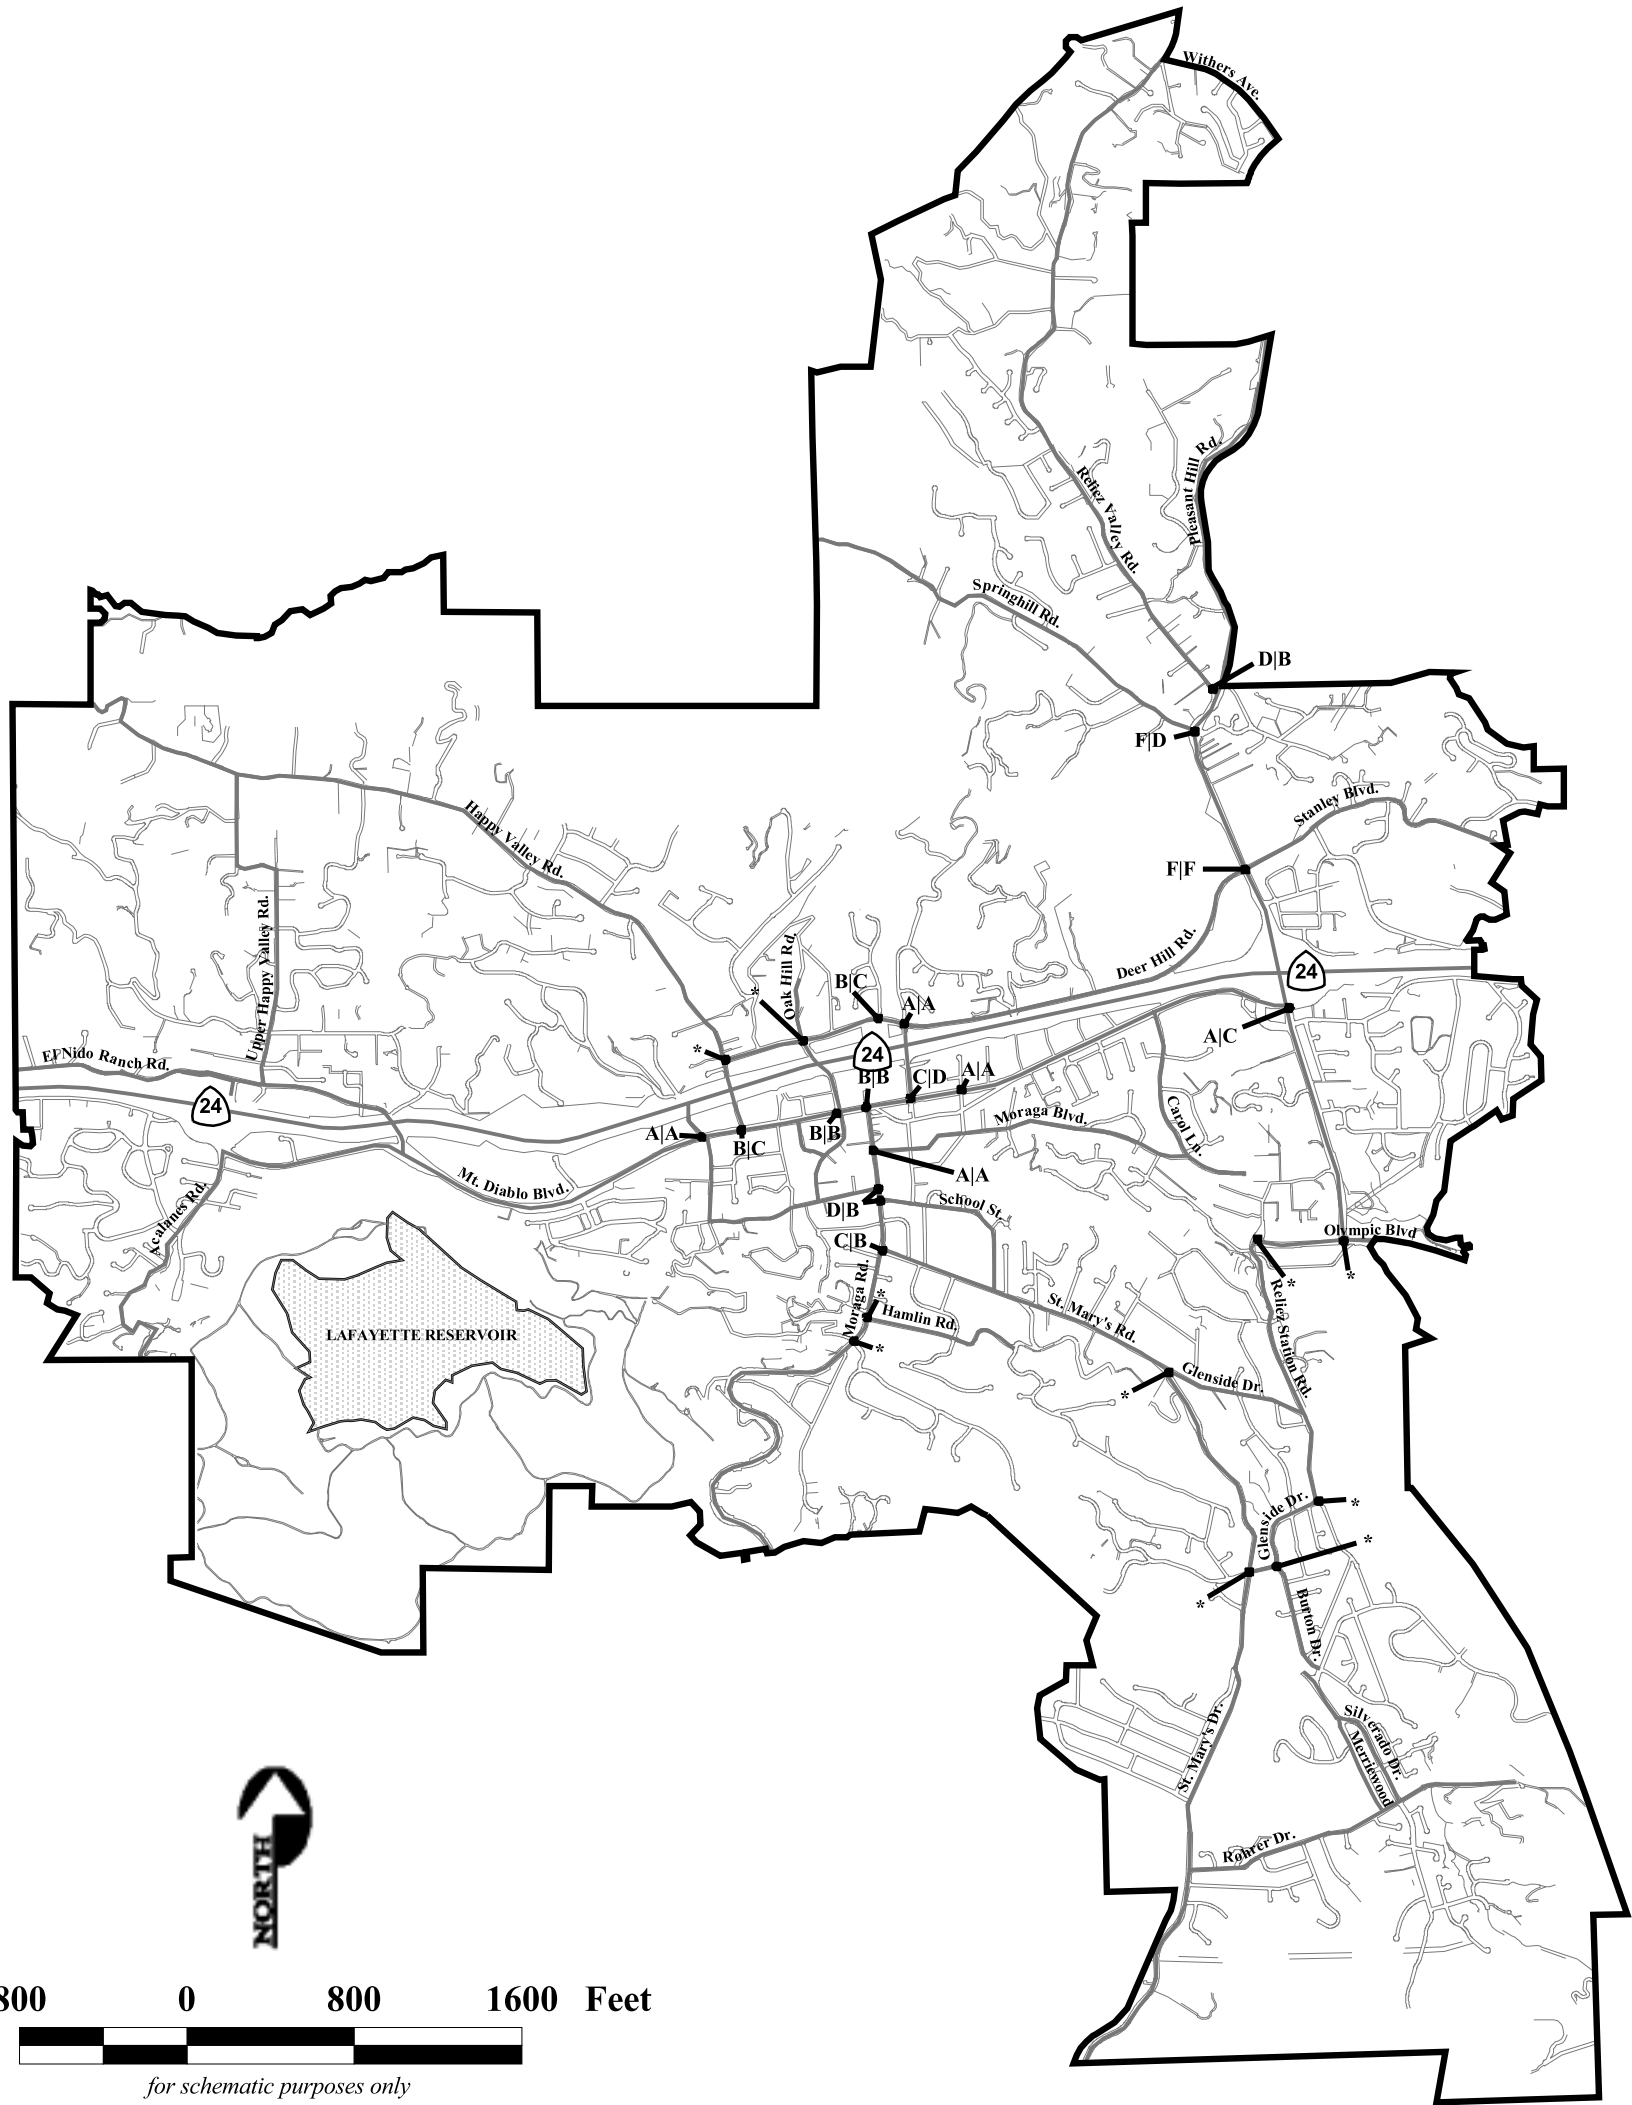 Withers Ave.
Pleasant Hill Rd.
Reliez Valley Rd.
Springhill Rd.
D|B
F|D
Stanley Blvd.
Happy Valley Rd.
F|F
Upper Happy Valley Rd.
Oak Hill Rd.
Deer Hill Rd.
24
*
B|C
A|A
A|C
*
24
El Nido Ranch Rd.
B|B
C|D
A|A
24
Moraga Blvd.
Carol Ln.
A|A
B|C
B|B
A|A
Mt. Diablo Blvd.
Acalanes Rd.
D|B
School St.
Olympic Blvd
C|B
*
*
Moraga Rd.
*
Hamlin Rd.
St. Mary's Rd.
Reliez Station Rd.
LAFAYETTE RESERVOIR
*
Glenside Dr.
*
Glenside Dr.
*
*
*
Burton Dr.
St. Mary's Dr.
Silverado Dr.
Merriewood
Rohrer Dr.
NORTH
800 0 800 1600 Feet
for schematic purposes only